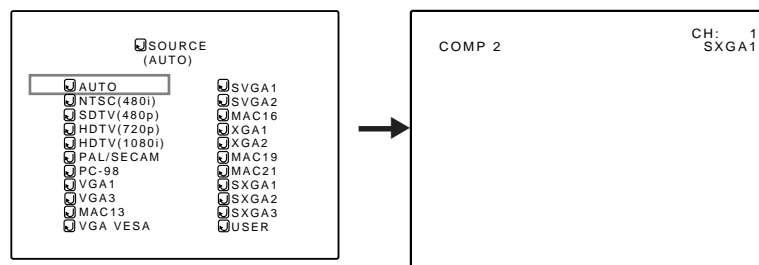 SOURCE
(AUTO)
AUTO
NTSC(480i)
SDTV(480p)
HDTV(720p)
HDTV(1080i)
PAL/SECAM
PC-98
VGA1
VGA3
MAC13
VGA VESA
SVGA1
SVGA2
MAC16
XGA1
XGA2
MAC19
MAC21
SXGA1
SXGA2
SXGA3
USER
COMP 2
CH: 1
SXGA1